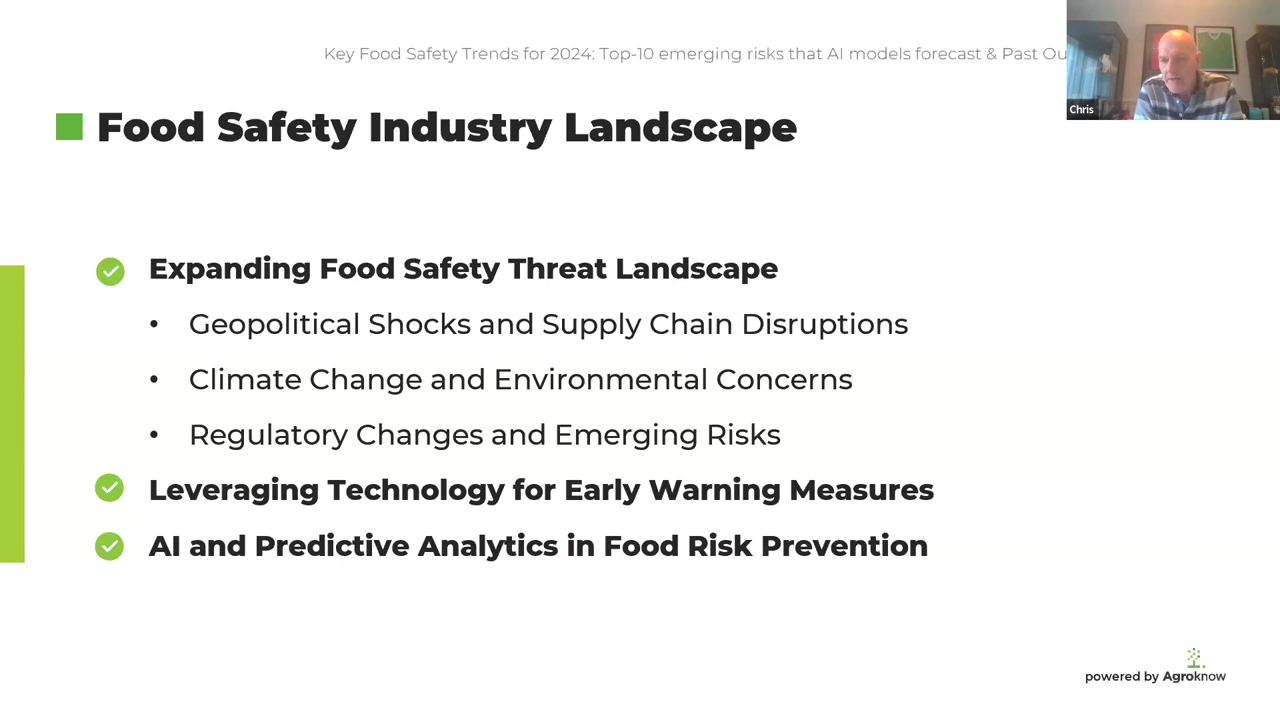 Key Food Safety Trends for 2024: Top-10 emerging risks that AI models forecast & Past Ou
Chris
Food Safety Industry Landscape
Expanding Food Safety Threat Landscape
• Geopolitical Shocks and Supply Chain Disruptions
• Climate Change and Environmental Concerns
• Regulatory Changes and Emerging Risks
Leveraging Technology for Early Warning Measures
AI and Predictive Analytics in Food Risk Prevention
powered by Agroknow